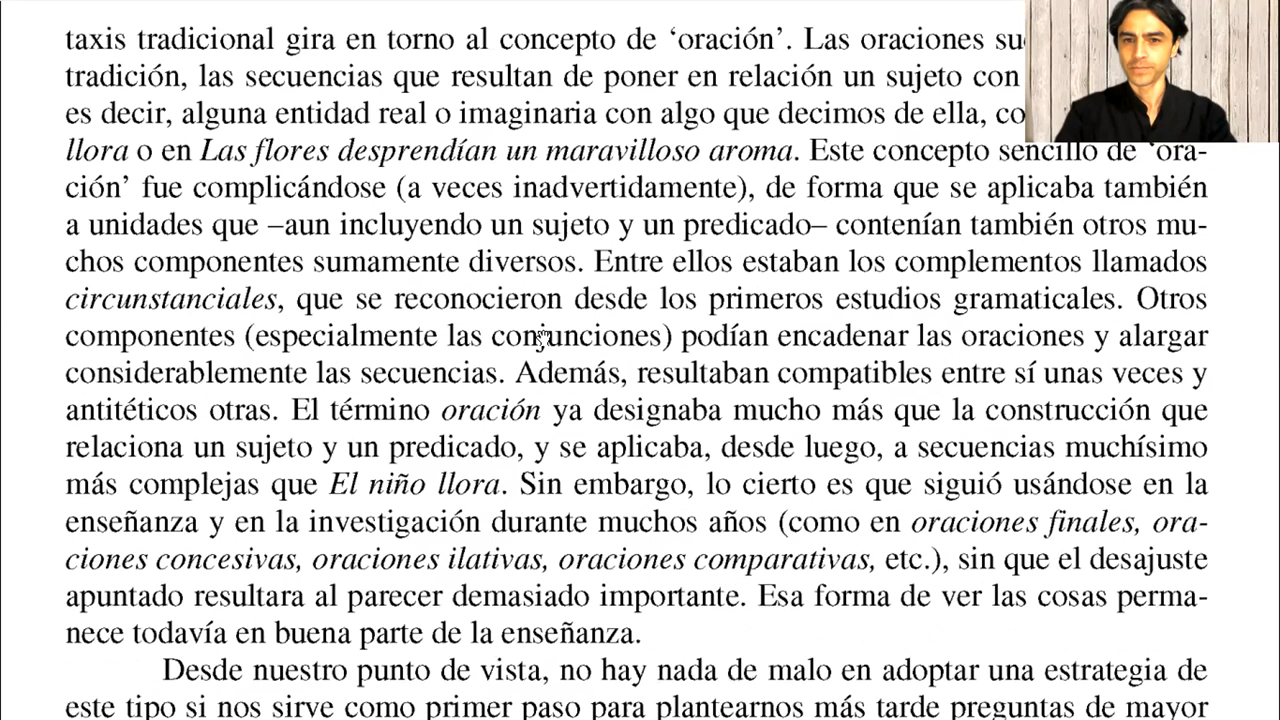 taxis tradicional gira en torno al concepto de ‘oración’. Las oraciones
tradición, las secuencias que resultan de poner en relación un sujeto con
es decir, alguna entidad real o imaginaria con algo que decimos de ella,
llora o en Las flores desprendían un maravilloso aroma. Este concepto sencillo de ‘ora-
ción’ fue complicándose (a veces inadvertidamente), de forma que se aplicaba también
a unidades que –aun incluyendo un sujeto y un predicado– contenían también otros mu-
chos componentes sumamente diversos. Entre ellos estaban los complementos llamados
circunstanciales, que se reconocieron desde los primeros estudios gramaticales. Otros
componentes (especialmente las conjunciones) podían encadenar las oraciones y alargar
considerablemente las secuencias. Además, resultaban compatibles entre sí unas veces y
antitéticos otras. El término oración ya designaba mucho más que la construcción que
relaciona un sujeto y un predicado, y se aplicaba, desde luego, a secuencias muchísimo
más complejas que El niño llora. Sin embargo, lo cierto es que siguió usándose en la
enseñanza y en la investigación durante muchos años (como en oraciones finales, ora-
ciones concesivas, oraciones ilativas, oraciones comparativas, etc.), sin que el desajuste
apuntado resultara al parecer demasiado importante. Esa forma de ver las cosas perma-
nece todavía en buena parte de la enseñanza.
Desde nuestro punto de vista, no hay nada de malo en adoptar una estrategia de
este tipo si nos sirve como primer paso para plantearnos más tarde preguntas de mayor